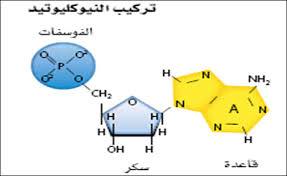 تركيب النيوكليوتيد
الفوسفات
O
O⁻ P O⁻
O
CH₂
O
H H H H
OH H
سكر
N
N
N
N
NH₂
A
قاعدة